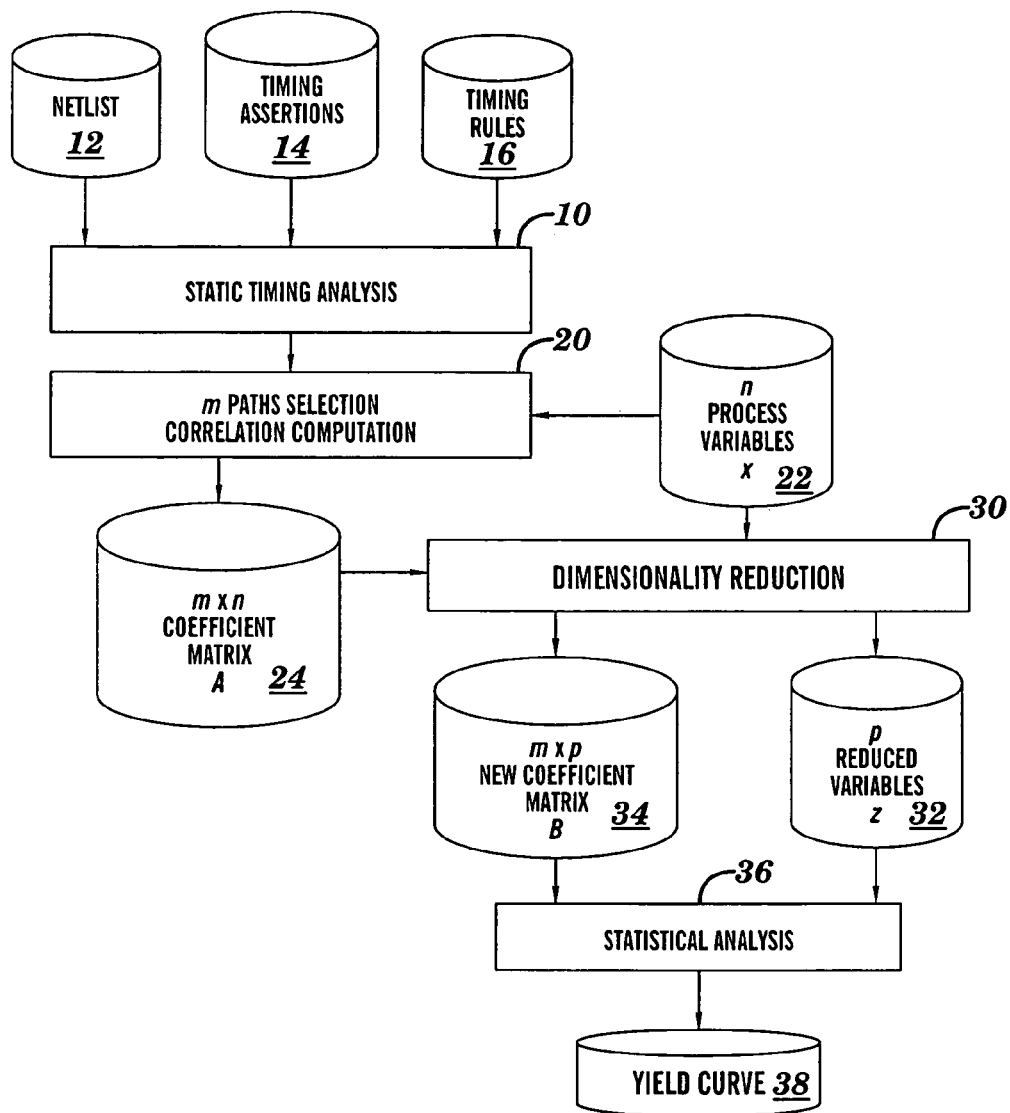 NETLIST
12
TIMING
ASSERTIONS
14
TIMING
RULES
16
10
STATIC TIMING ANALYSIS
20
m PATHS SELECTION
CORRELATION COMPUTATION
n
PROCESS
VARIABLES
x
22
30
DIMENSIONALITY REDUCTION
m x n
COEFFICIENT
MATRIX
A
24
m x p
NEW COEFFICIENT
MATRIX
B
34
p
REDUCED
VARIABLES
z
32
36
STATISTICAL ANALYSIS
YIELD CURVE 38